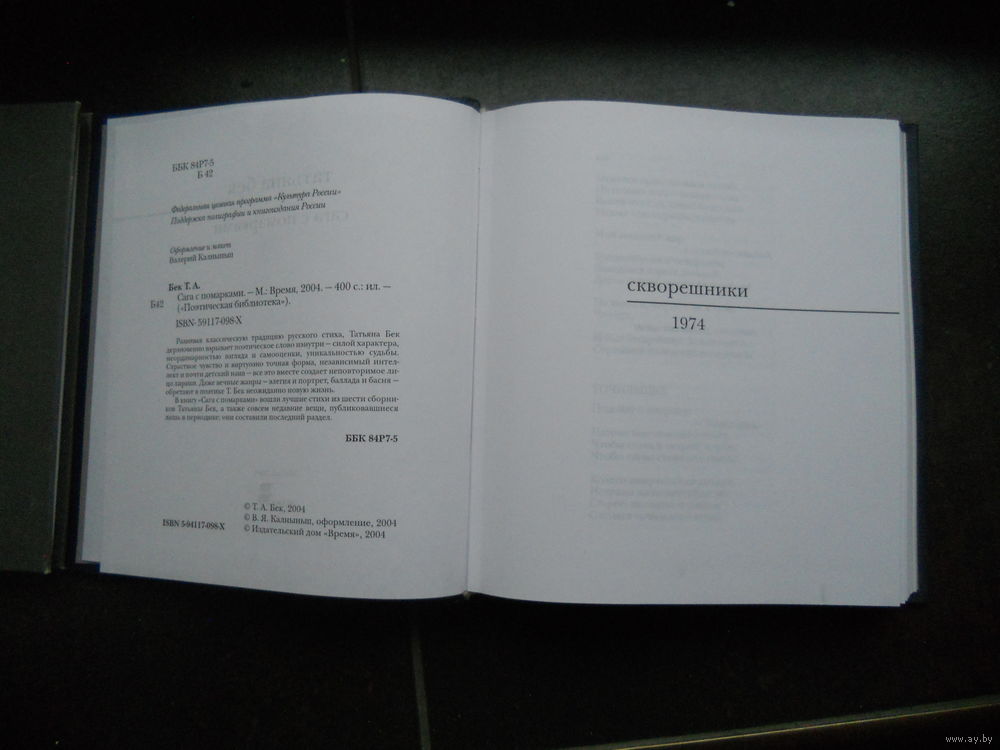 ББК 84Р7-5
Б 42
Федеральная целевая программа «Культура России»
Поддержка полиграфии и книгоиздания России
Оформление и макет
Валерий Калныньш
Бек Т. А.
Б42 Сага с помарками. — М.: Время, 2004. — 400 с.: ил. —
(«Поэтическая библиотека»).
ISBN- 59117-098-X
Развивая классическую традицию русского стиха, Татьяна Бек
дерзновенно взрывает поэтическое слово изнутри — силой характера,
неординарностью взгляда и самооценки, уникальностью судьбы.
Страстное чувство и виртуозно точная форма, независимый интел-
лект и почти детский наив — все это вместе создает неповторимое ли-
цо лирики. Даже вечные жанры — элегия и портрет, баллада и басня —
обретают в поэтике Т. Бек неожиданно новую жизнь.
В книгу «Сага с помарками» вошли лучшие стихи из шести сборни-
ков Татьяны Бек, а также совсем недавние вещи, публиковавшиеся
лишь в периодике: они составили последний раздел.
ББК 84Р7-5
© Т. А. Бек, 2004
© В. Я. Калныньш, оформление, 2004
ISBN 5-94117-098-X © Издательский дом «Время», 2004
скворешники
1974
www.ay.by